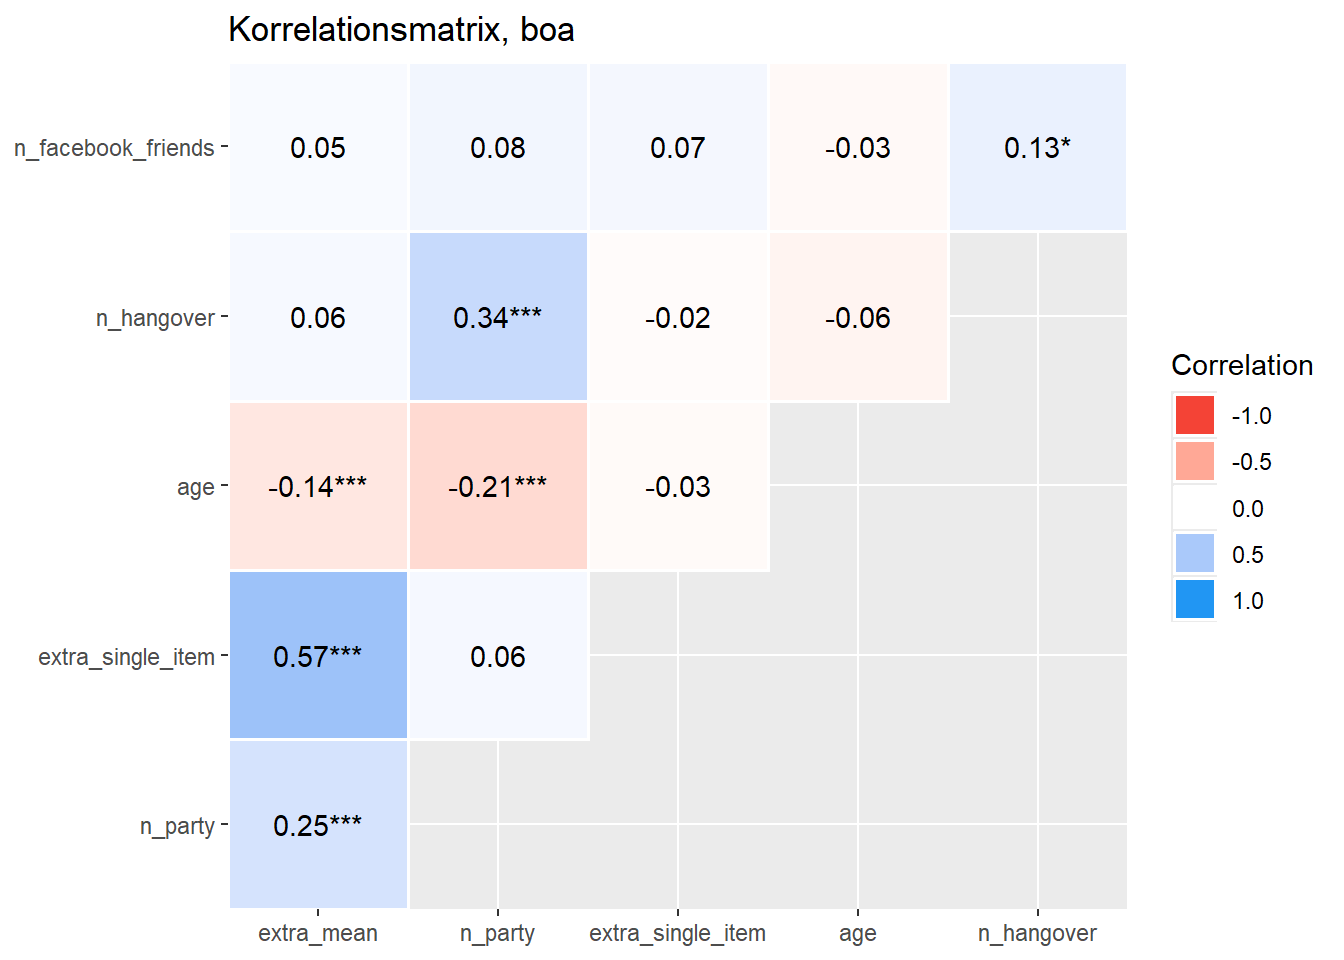 Korrelationsmatrix, boa
n_facebook_friends 0.05 0.08 0.07 -0.03 0.13*
n_hangover 0.06 0.34*** -0.02 -0.06
age -0.14*** -0.21*** -0.03
extra_single_item 0.57*** 0.06
n_party 0.25***
extra_mean n_party extra_single_item age n_hangover
Correlation
-1.0
-0.5
0.0
0.5
1.0